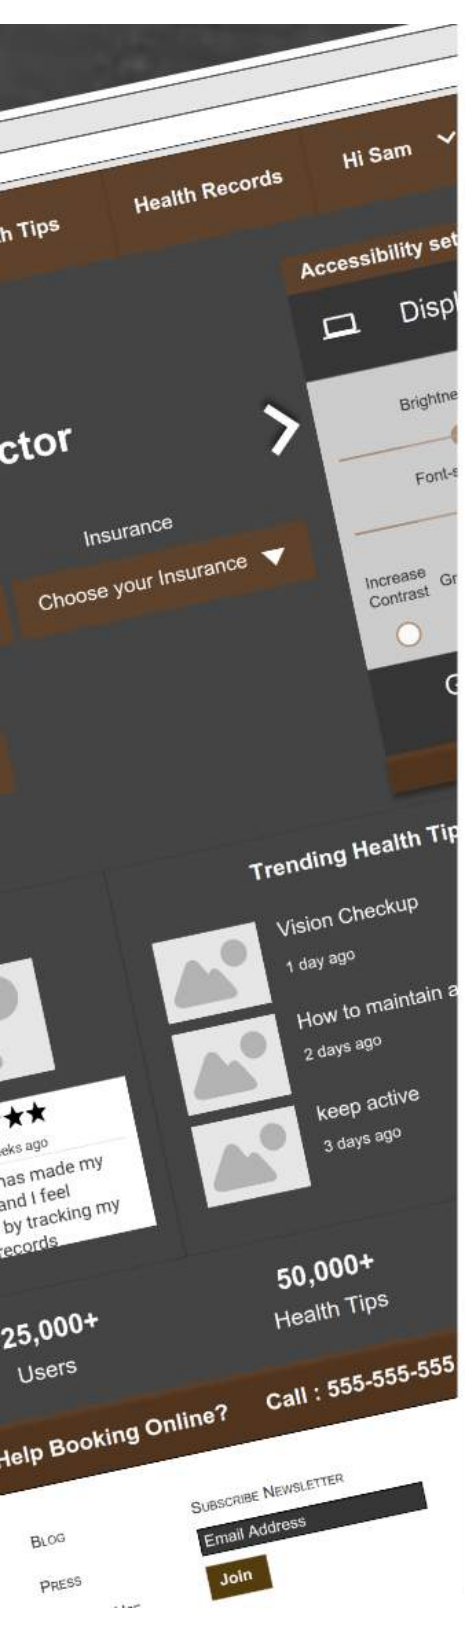 h Tips
Health Records
Hi Sam
Accessibility set
Displ
Brightne
Font-s
Increase
Contrast
Gr
ctor
Insurance
Choose your Insurance
Trending Health Tip
Vision Checkup
1 day ago
How to maintain a
2 days ago
keep active
3 days ago
eks ago
has made my
and I feel
by tracking my
records
25,000+
Users
50,000+
Health Tips
Help Booking Online?
Call : 555-555-555
Blog
Press
Subscribe Newsletter
Email Address
Join